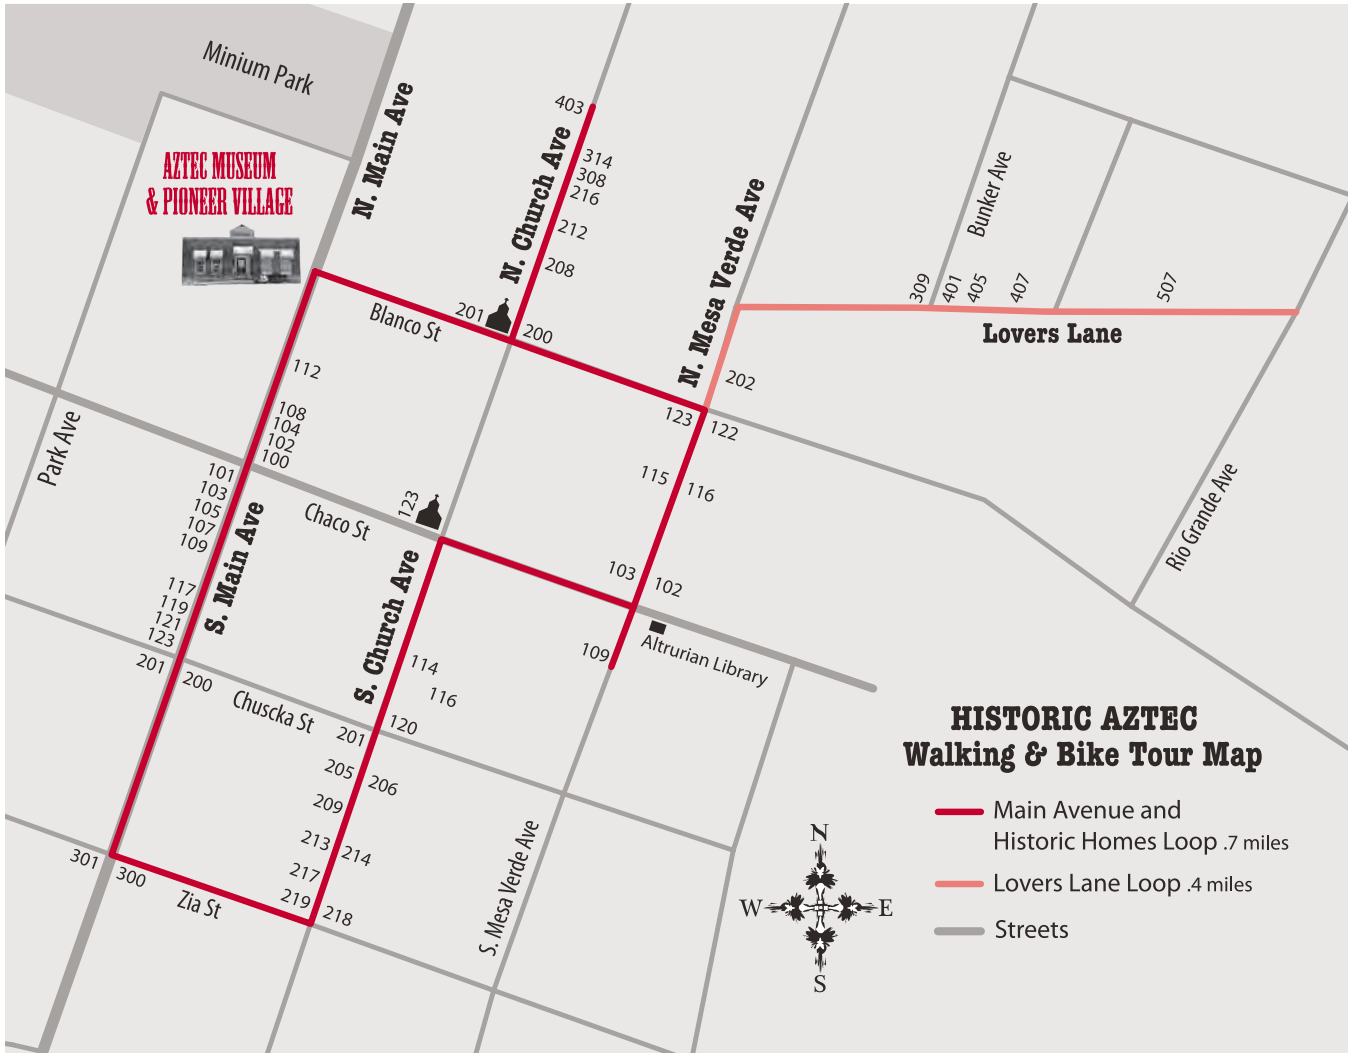 Minium Park
AZTEC MUSEUM
& PIONEER VILLAGE
N. Main Ave
N. Church Ave
403
314
308
216
212
208
201
200
Blanco St
N. Mesa Verde Ave
202
Bunker Ave
309
401
405
407
507
Lovers Lane
Rio Grande Ave
112
108
104
102
100
Park Ave
101
103
105
107
109
117
119
121
123
S. Main Ave
Chaco St
123
123
122
115
116
103
102
109
Altrurian Library
S. Church Ave
114
116
120
201
200
Chuscka St
201
205
206
209
213
214
217
219
218
S. Mesa Verde Ave
301
300
Zia St
HISTORIC AZTEC
Walking & Bike Tour Map
Main Avenue and
Historic Homes Loop .7 miles
Lovers Lane Loop .4 miles
Streets
N
W
E
S